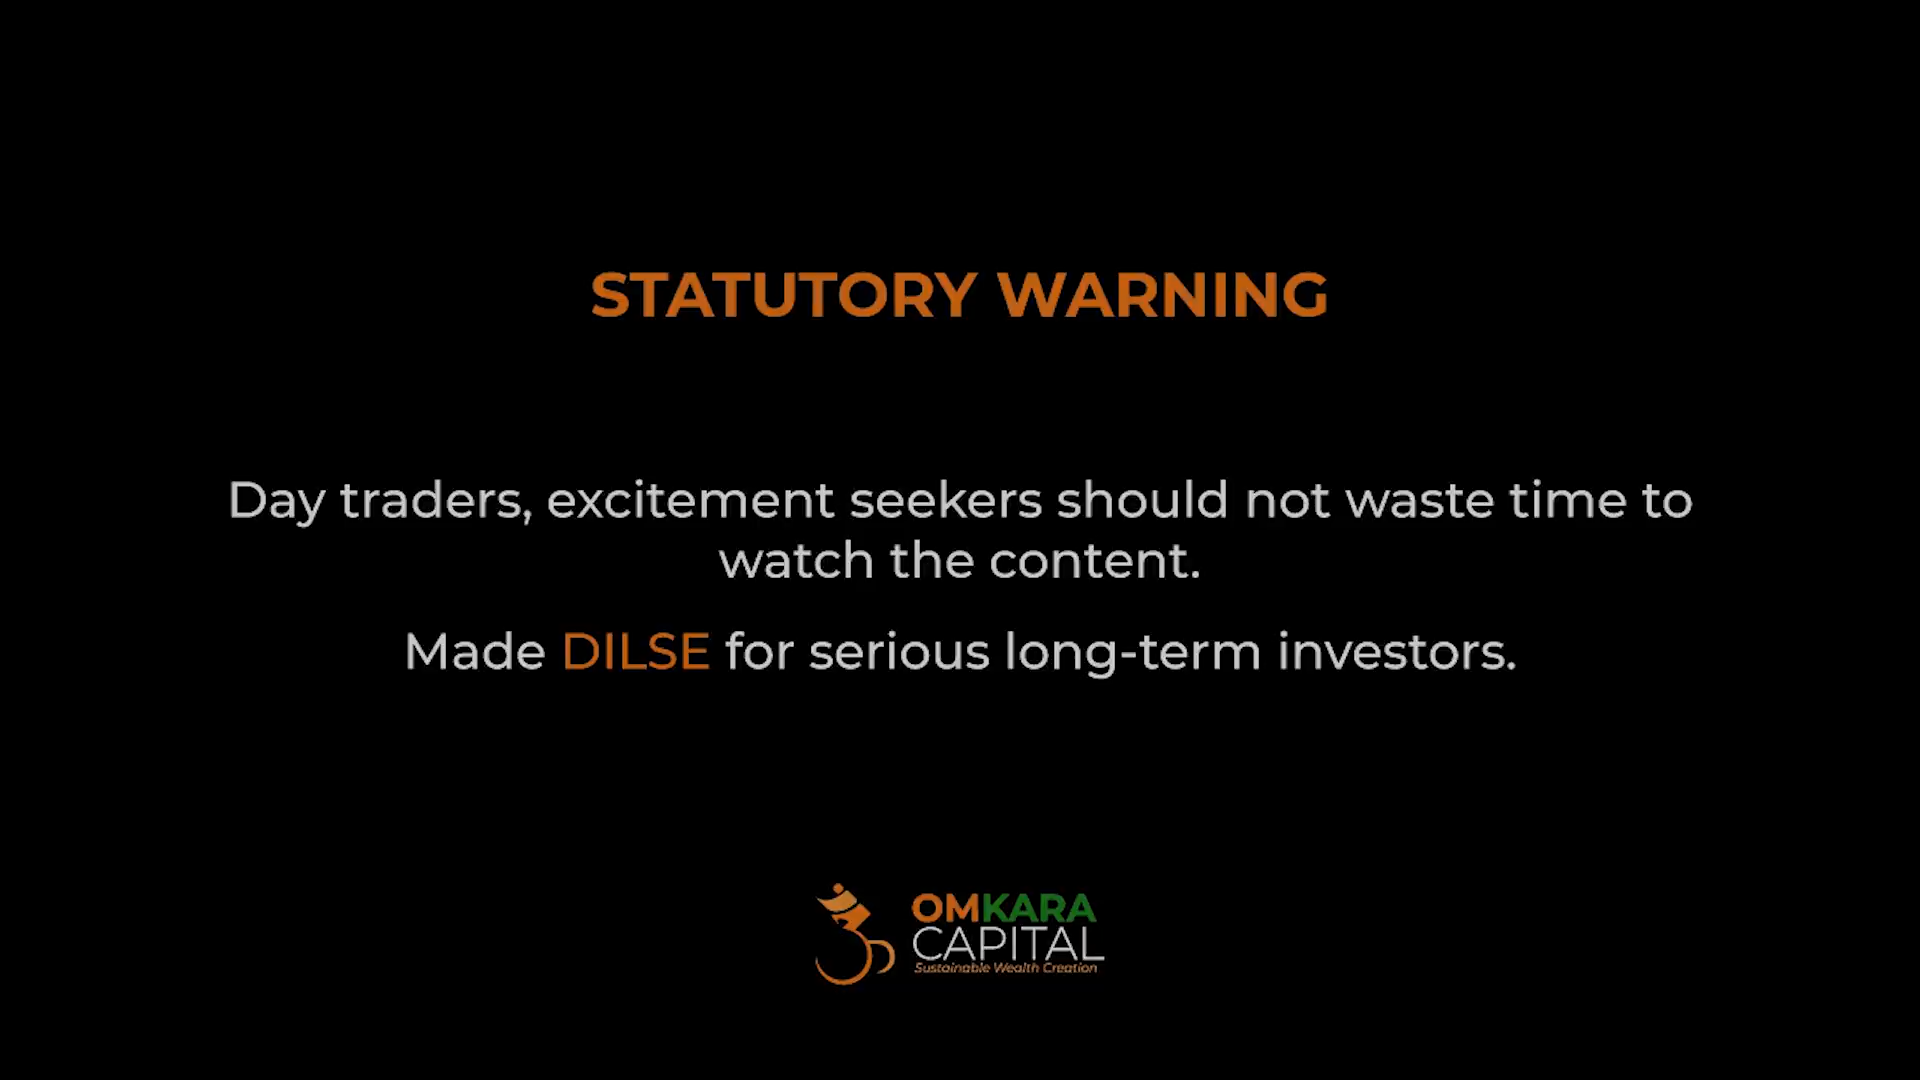 STATUTORY WARNING
Day traders, excitement seekers should not waste time to
watch the content.
Made DILSE for serious long-term investors.
OMKARA
CAPITAL
Sustainable Wealth Creation